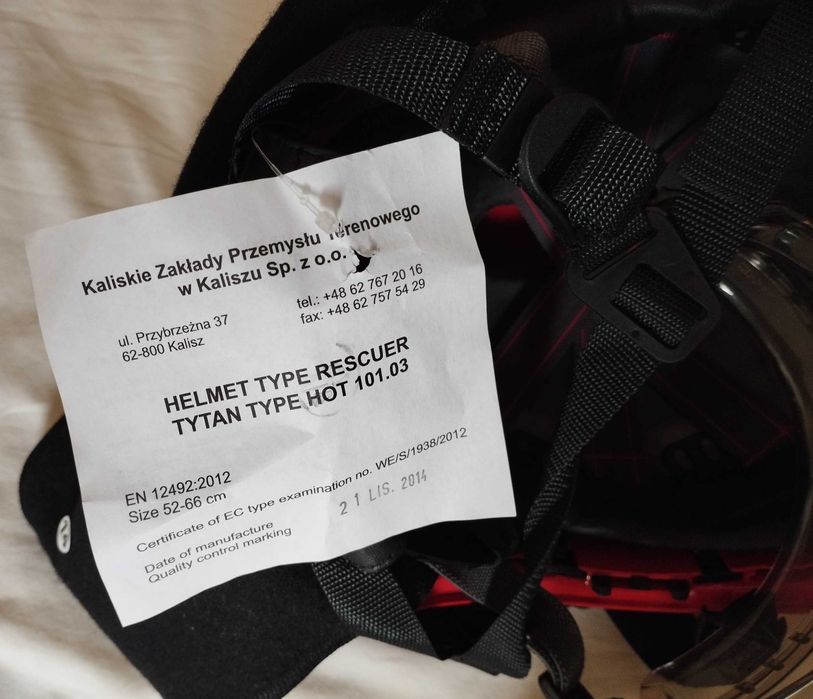 Kaliskie Zakłady Przemysłu Terenowego
w Kaliszu Sp. z o.o.
ul. Przybrzeżna 37
62-800 Kalisz
tel.: +48 62 767 20 16
fax: +48 62 757 54 29
HELMET TYPE RESCUER
TYTAN TYPE HOT 101.03
EN 12492:2012
Size 52-66 cm
Certificate of EC type examination no. WE/S/1938/2012
Date of manufacture
Quality control marking
21 LIS. 2014